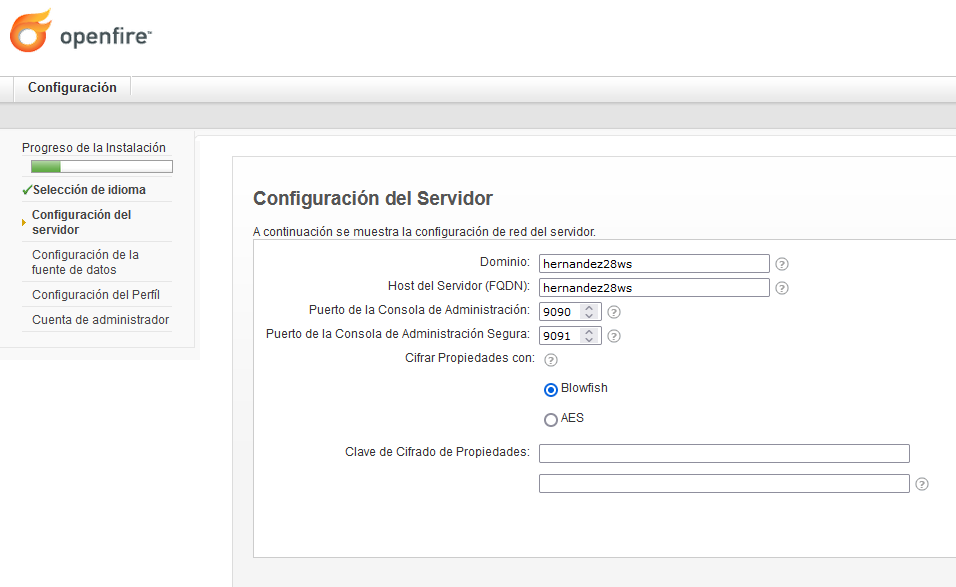 openfire™
Configuración
Progreso de la Instalación
Selección de idioma
Configuración del
servidor
Configuración de la
fuente de datos
Configuración del Perfíl
Cuenta de administrador
Configuración del Servidor
A continuación se muestra la configuración de red del servidor.
Dominio: hernandez28ws ?
Host del Servidor (FQDN): hernandez28ws ?
Puerto de la Consola de Administración: 9090 ?
Puerto de la Consola de Administración Segura: 9091 ?
Cifrar Propiedades con: ?
Blowfish
AES
Clave de Cifrado de Propiedades:
?